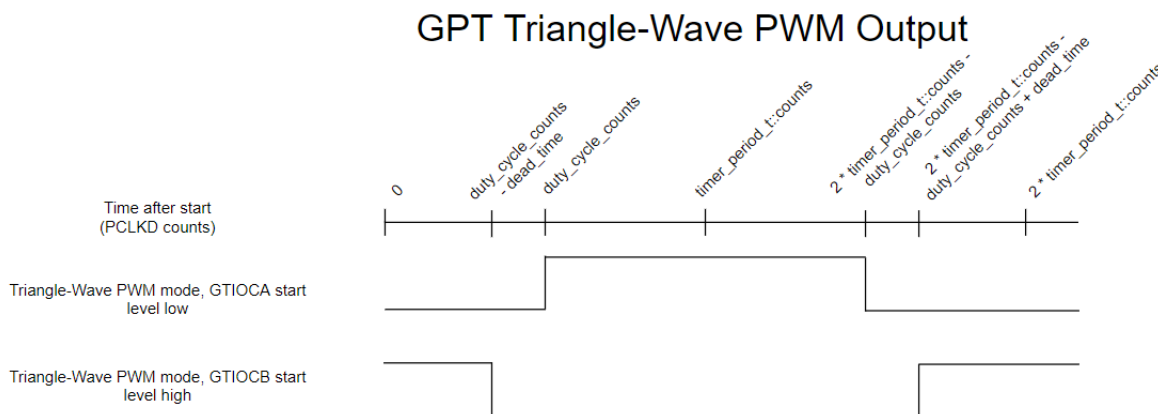 GPT Triangle-Wave PWM Output
0
duty_cycle_counts
- dead_time
duty_cycle_counts
timer_period_t::counts
2 * timer_period_t::counts -
duty_cycle_counts
2 * timer_period_t::counts -
duty_cycle_counts + dead_time
2 * timer_period_t::counts
Time after start
(PCLKD counts)
Triangle-Wave PWM mode, GTIOCA start
level low
Triangle-Wave PWM mode, GTIOCB start
level high